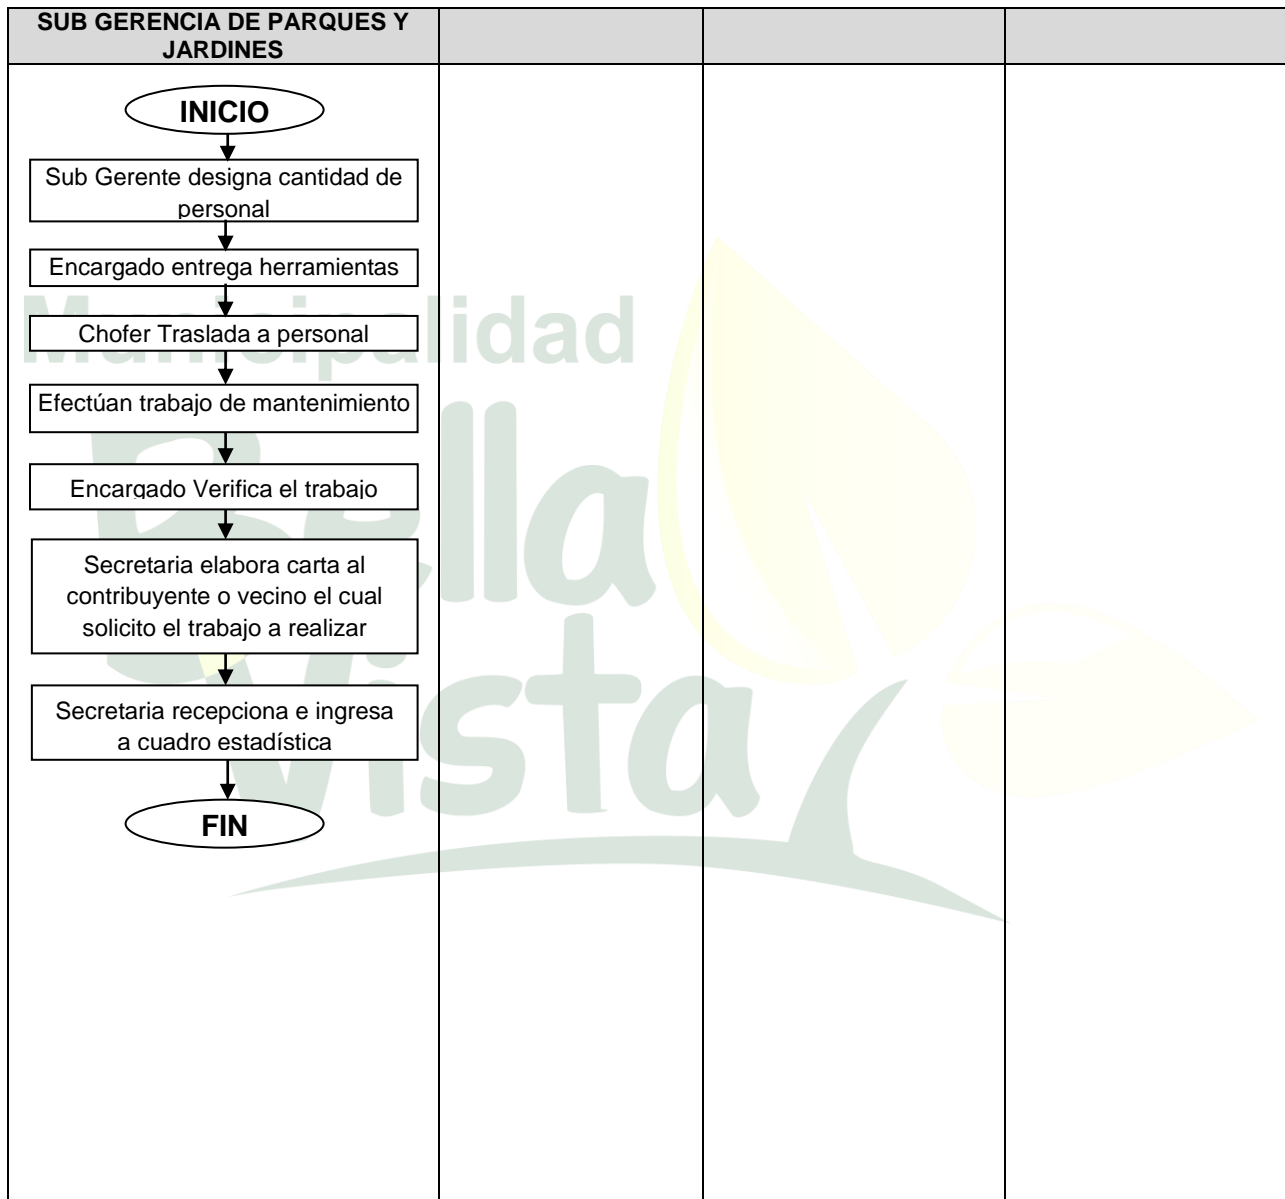 SUB GERENCIA DE PARQUES Y
JARDINES
INICIO
Sub Gerente designa cantidad de
personal
Encargado entrega herramientas
Chofer Traslada a personal
Efectúan trabajo de mantenimiento
Encargado Verifica el trabajo
Secretaria elabora carta al
contribuyente o vecino el cual
solicito el trabajo a realizar
Secretaria recepciona e ingresa
a cuadro estadística
FIN
Municipalidad
Bella
Vista